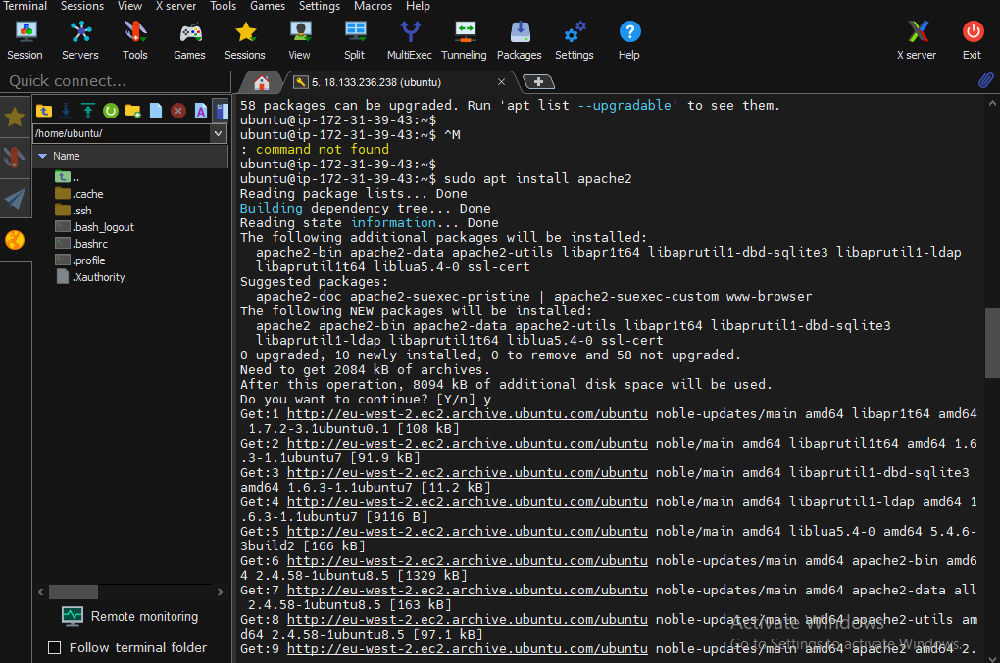 Terminal Sessions View X server Tools Games Settings Macros Help
Session Servers Tools Games Sessions View Split MultiExec Tunneling Packages Settings Help X server Exit
Quick connect...
5. 18.133.236.238 (ubuntu)
/home/ubuntu/
Name
..
.cache
.ssh
.bash_logout
.bashrc
.profile
.Xauthority
Remote monitoring
Follow terminal folder
58 packages can be upgraded. Run 'apt list --upgradable' to see them.
ubuntu@ip-172-31-39-43:~$
ubuntu@ip-172-31-39-43:~$ ^M
: command not found
ubuntu@ip-172-31-39-43:~$
ubuntu@ip-172-31-39-43:~$ sudo apt install apache2
Reading package lists... Done
Building dependency tree... Done
Reading state information... Done
The following additional packages will be installed:
apache2-bin apache2-data apache2-utils libapr1t64 libaprutil1-dbd-sqlite3 libaprutil1-ldap
libaprutil1t64 liblua5.4-0 ssl-cert
Suggested packages:
apache2-doc apache2-suexec-pristine | apache2-suexec-custom www-browser
The following NEW packages will be installed:
apache2 apache2-bin apache2-data apache2-utils libapr1t64 libaprutil1-dbd-sqlite3
libaprutil1-ldap libaprutil1t64 liblua5.4-0 ssl-cert
0 upgraded, 10 newly installed, 0 to remove and 58 not upgraded.
Need to get 2084 kB of archives.
After this operation, 8094 kB of additional disk space will be used.
Do you want to continue? [Y/n] y
Get:1 http://eu-west-2.ec2.archive.ubuntu.com/ubuntu noble-updates/main amd64 libapr1t64 amd64
1.7.2-3.1ubuntu0.1 [108 kB]
Get:2 http://eu-west-2.ec2.archive.ubuntu.com/ubuntu noble/main amd64 libaprutil1t64 amd64 1.6
.3-1.1ubuntu7 [91.9 kB]
Get:3 http://eu-west-2.ec2.archive.ubuntu.com/ubuntu noble/main amd64 libaprutil1-dbd-sqlite3
amd64 1.6.3-1.1ubuntu7 [11.2 kB]
Get:4 http://eu-west-2.ec2.archive.ubuntu.com/ubuntu noble/main amd64 libaprutil1-ldap amd64 1
.6.3-1.1ubuntu7 [9116 B]
Get:5 http://eu-west-2.ec2.archive.ubuntu.com/ubuntu noble/main amd64 liblua5.4-0 amd64 5.4.6-
3build2 [166 kB]
Get:6 http://eu-west-2.ec2.archive.ubuntu.com/ubuntu noble-updates/main amd64 apache2-bin amd6
4 2.4.58-1ubuntu8.5 [1329 kB]
Get:7 http://eu-west-2.ec2.archive.ubuntu.com/ubuntu noble-updates/main amd64 apache2-data all
2.4.58-1ubuntu8.5 [163 kB]
Get:8 http://eu-west-2.ec2.archive.ubuntu.com/ubuntu noble-updates/main amd64 apache2-utils am
d64 2.4.58-1ubuntu8.5 [97.1 kB]
Get:9 http://eu-west-2.ec2.archive.ubuntu.com/ubuntu noble-updates/main amd64 apache2 amd64 2.
Activate Windows
Go to Settings to activate Windows.